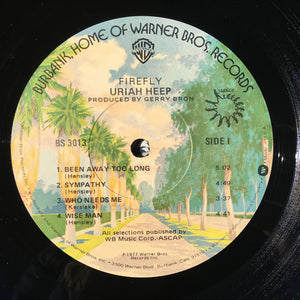 BURBANK, HOME OF WARNER BROS. RECORDS
FIREFLY
URIAH HEEP
PRODUCED BY GERRY BRON
BS 3013
SIDE I
1. BEEN AWAY TOO LONG 5:02
(Hensley)
2. SYMPATHY 4:49
(Hensley)
3. WHO NEEDS ME 3:37
(Kerslake)
4. WISE MAN 4:41
(Hensley)
All selections published by
WB Music Corp.-ASCAP
©1977 Warner Bros.
Records Inc.